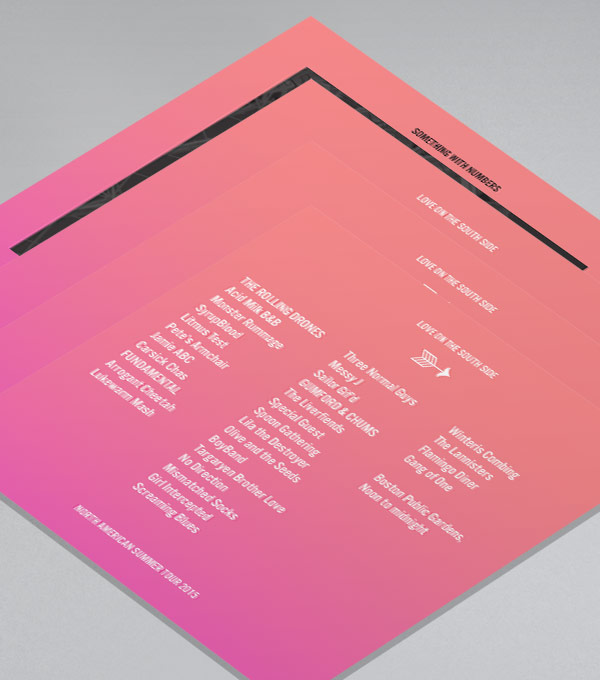 SOMETHING WITH NUMBERS
LOVE ON THE SOUTH SIDE
LOVE ON THE SOUTH SIDE
LOVE ON THE SOUTH SIDE
THE ROLLING DRONES
Acid Milk B&B
Monster Rummage
SyrupBlood
Litmus Test
Pete's Armchair
Jamie ABC
Carsick Chas
FUNDAMENTAL
Arrogant Cheetah
Lukewarm Mash
Three Normal Guys
Messy J
Sailor Girl'd
GUMFORD & CHUMS
The Liverfiends
Special Guest
Spoon Gathering
Lila the Destroyer
Olive and the Seeds
BoyBand
Targaryen Brother Love
No Direction
Mismatched Socks
Girl Intercepted
Screaming Blues
Winteris Combing
The Lannisters
Flamingo Diner
Gang of One
Boston Public Gardens,
Noon to midnight
NORTH AMERICAN SUMMER TOUR 2015